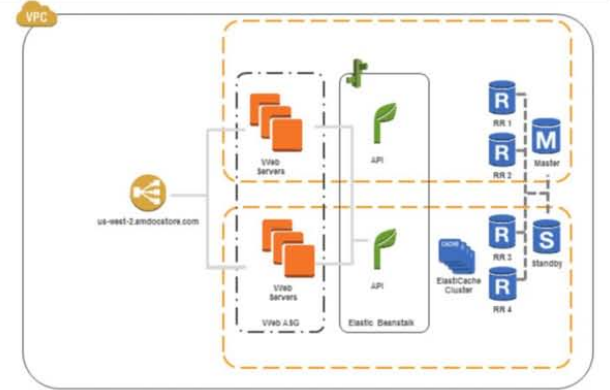 VPC
R
RR 1
M
Master
R
RR 2
Web
Servers
API
us-west-2.amdocstore.com
R
RR 3
S
Standby
CACHE
ElastiCache
Cluster
R
RR 4
Web
Servers
API
Web ASG
Elastic Beanstalk